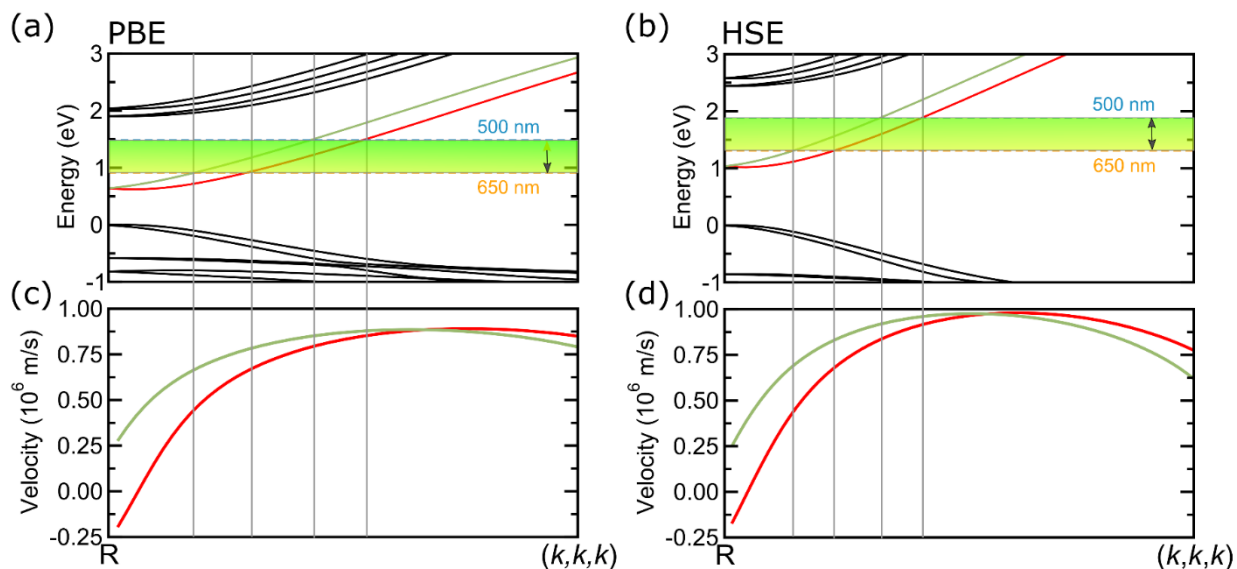 (a) PBE
3
2
1
0
-1
Energy (eV)
500 nm
650 nm
(b) HSE
3
2
1
0
-1
Energy (eV)
500 nm
650 nm
(c)
1.00
0.75
0.50
0.25
0.00
-0.25
Velocity (10⁶ m/s)
R
(k,k,k)
(d)
1.00
0.75
0.50
0.25
0.00
-0.25
Velocity (10⁶ m/s)
R
(k,k,k)